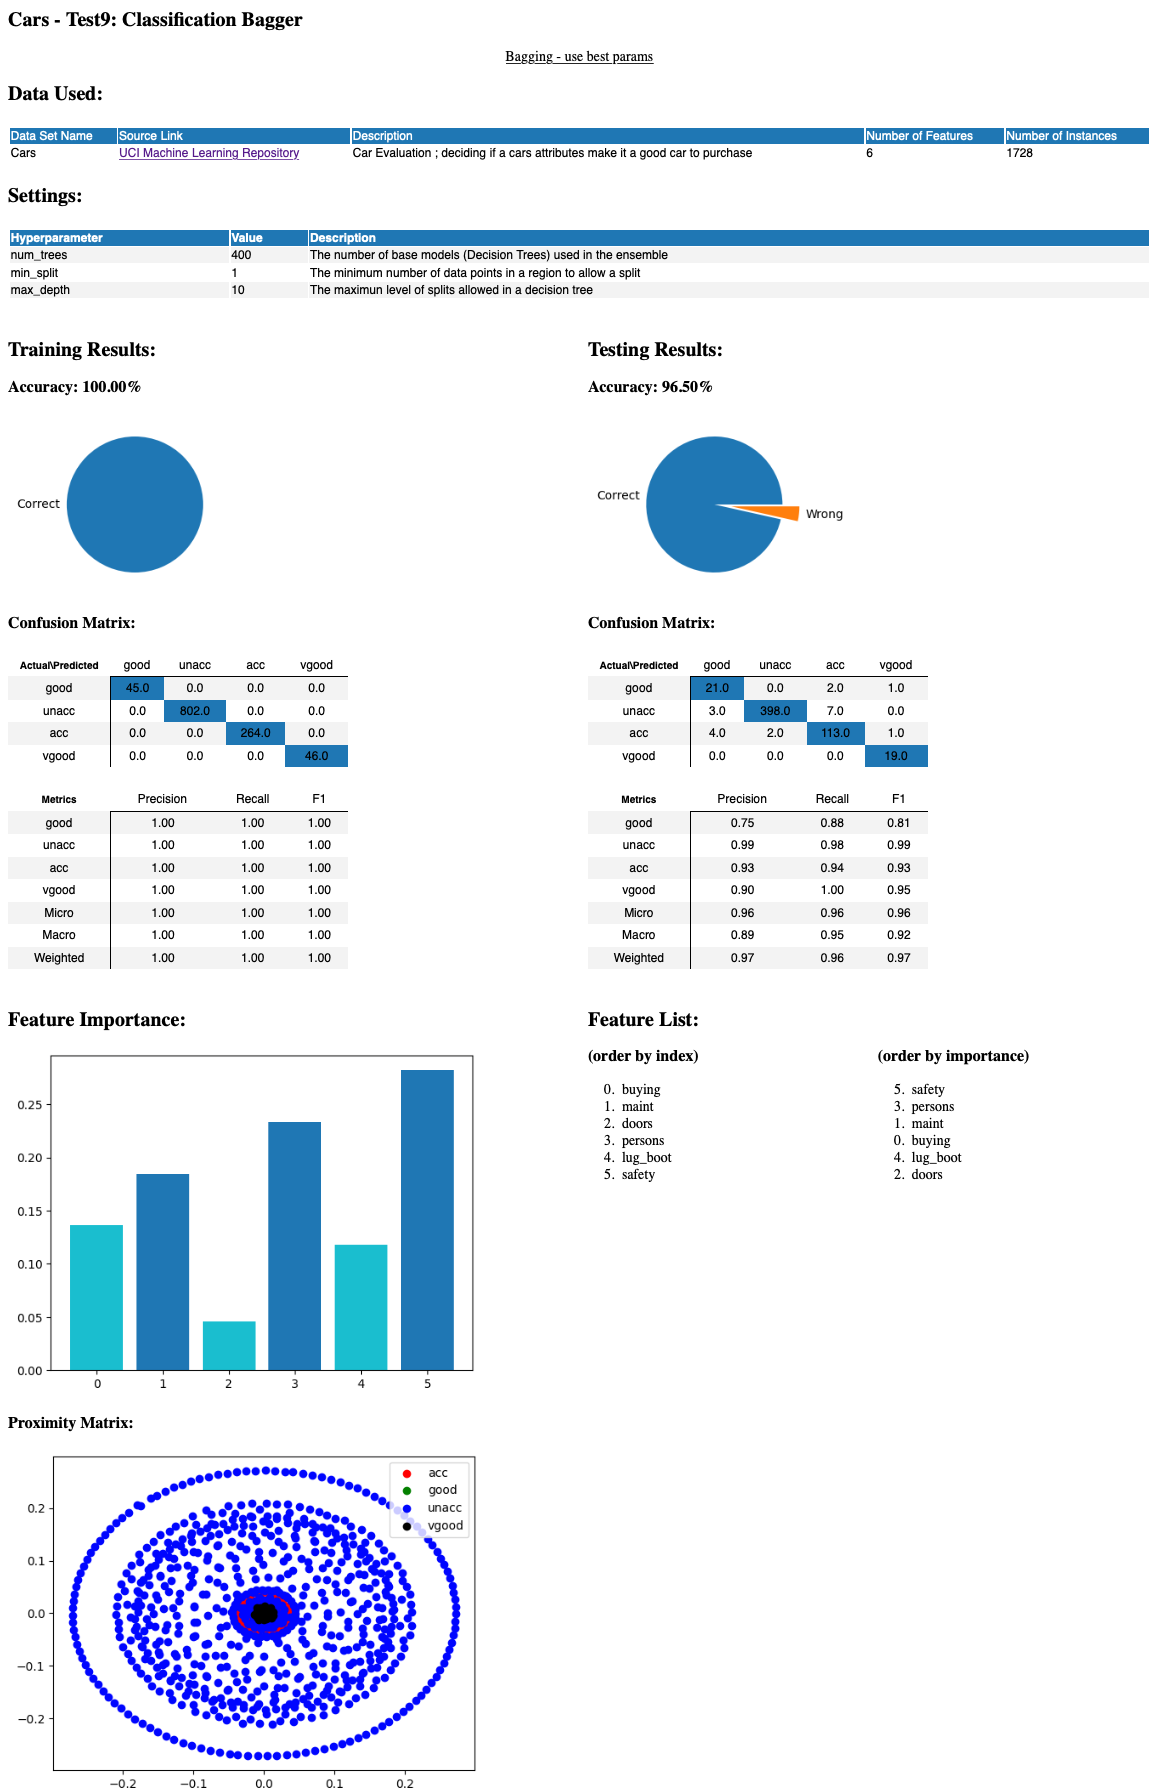 Cars - Test9: Classification Bagger
Bagging - use best params
Data Used:
Data Set Name Source Link Description Number of Features Number of Instances
Cars UCI Machine Learning Repository Car Evaluation ; deciding if a cars attributes make it a good car to purchase 6 1728
Settings:
Hyperparameter Value Description
num_trees 400 The number of base models (Decision Trees) used in the ensemble
min_split 1 The minimum number of data points in a region to allow a split
max_depth 10 The maximun level of splits allowed in a decision tree
Training Results:
Accuracy: 100.00%
Correct
Confusion Matrix:
Actual\Predicted good unacc acc vgood
good 45.0 0.0 0.0 0.0
unacc 0.0 802.0 0.0 0.0
acc 0.0 0.0 264.0 0.0
vgood 0.0 0.0 0.0 46.0
Metrics Precision Recall F1
good 1.00 1.00 1.00
unacc 1.00 1.00 1.00
acc 1.00 1.00 1.00
vgood 1.00 1.00 1.00
Micro 1.00 1.00 1.00
Macro 1.00 1.00 1.00
Weighted 1.00 1.00 1.00
Testing Results:
Accuracy: 96.50%
Correct
Wrong
Confusion Matrix:
Actual\Predicted good unacc acc vgood
good 21.0 0.0 2.0 1.0
unacc 3.0 398.0 7.0 0.0
acc 4.0 2.0 113.0 1.0
vgood 0.0 0.0 0.0 19.0
Metrics Precision Recall F1
good 0.75 0.88 0.81
unacc 0.99 0.98 0.99
acc 0.93 0.94 0.93
vgood 0.90 1.00 0.95
Micro 0.96 0.96 0.96
Macro 0.89 0.95 0.92
Weighted 0.97 0.96 0.97
Feature Importance:
0.25
0.20
0.15
0.10
0.05
0.00
0 1 2 3 4 5
Feature List:
(order by index)
0. buying
1. maint
2. doors
3. persons
4. lug_boot
5. safety
(order by importance)
5. safety
3. persons
1. maint
0. buying
4. lug_boot
2. doors
Proximity Matrix:
acc
good
unacc
vgood
0.2
0.1
0.0
−0.1
−0.2
−0.2 −0.1 0.0 0.1 0.2